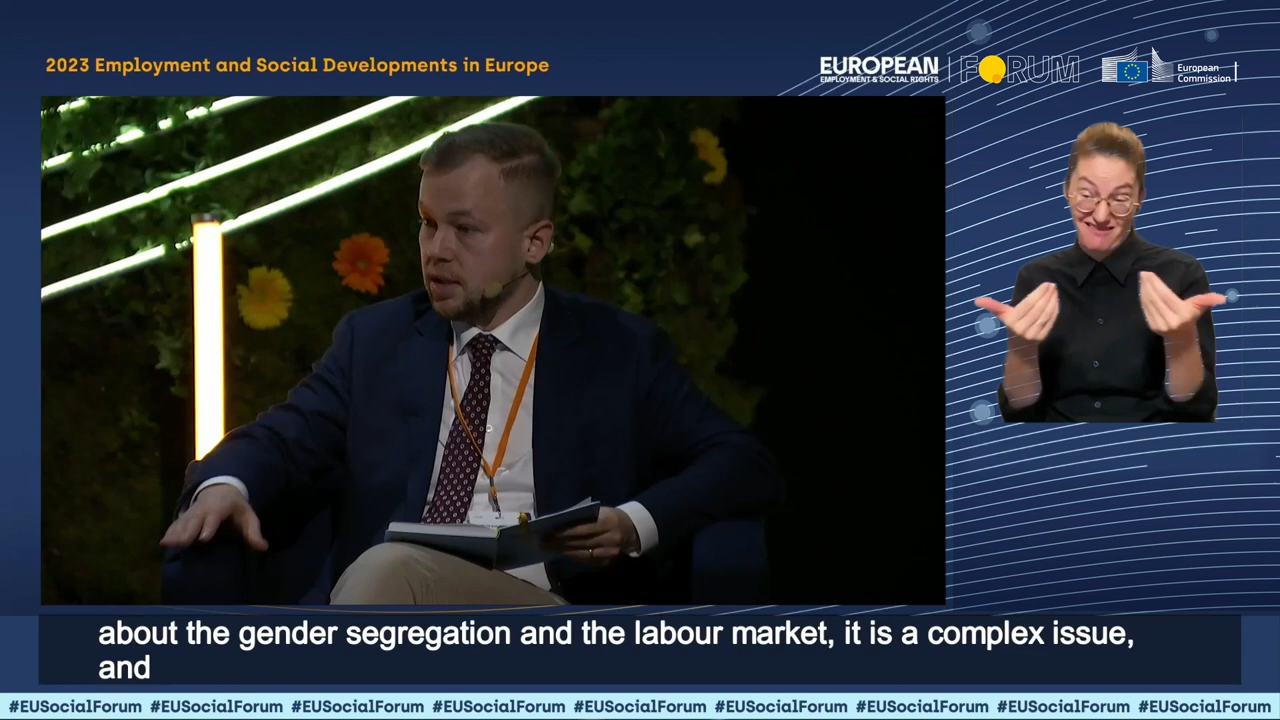 2023 Employment and Social Developments in Europe
EUROPEAN
EMPLOYMENT & SOCIAL RIGHTS
FORUM
European
Commission
about the gender segregation and the labour market, it is a complex issue,
and
#EUSocialForum #EUSocialForum #EUSocialForum #EUSocialForum #EUSocialForum #EUSocialForum #EUSocialForum #EUSocialForum #EUSocialForum